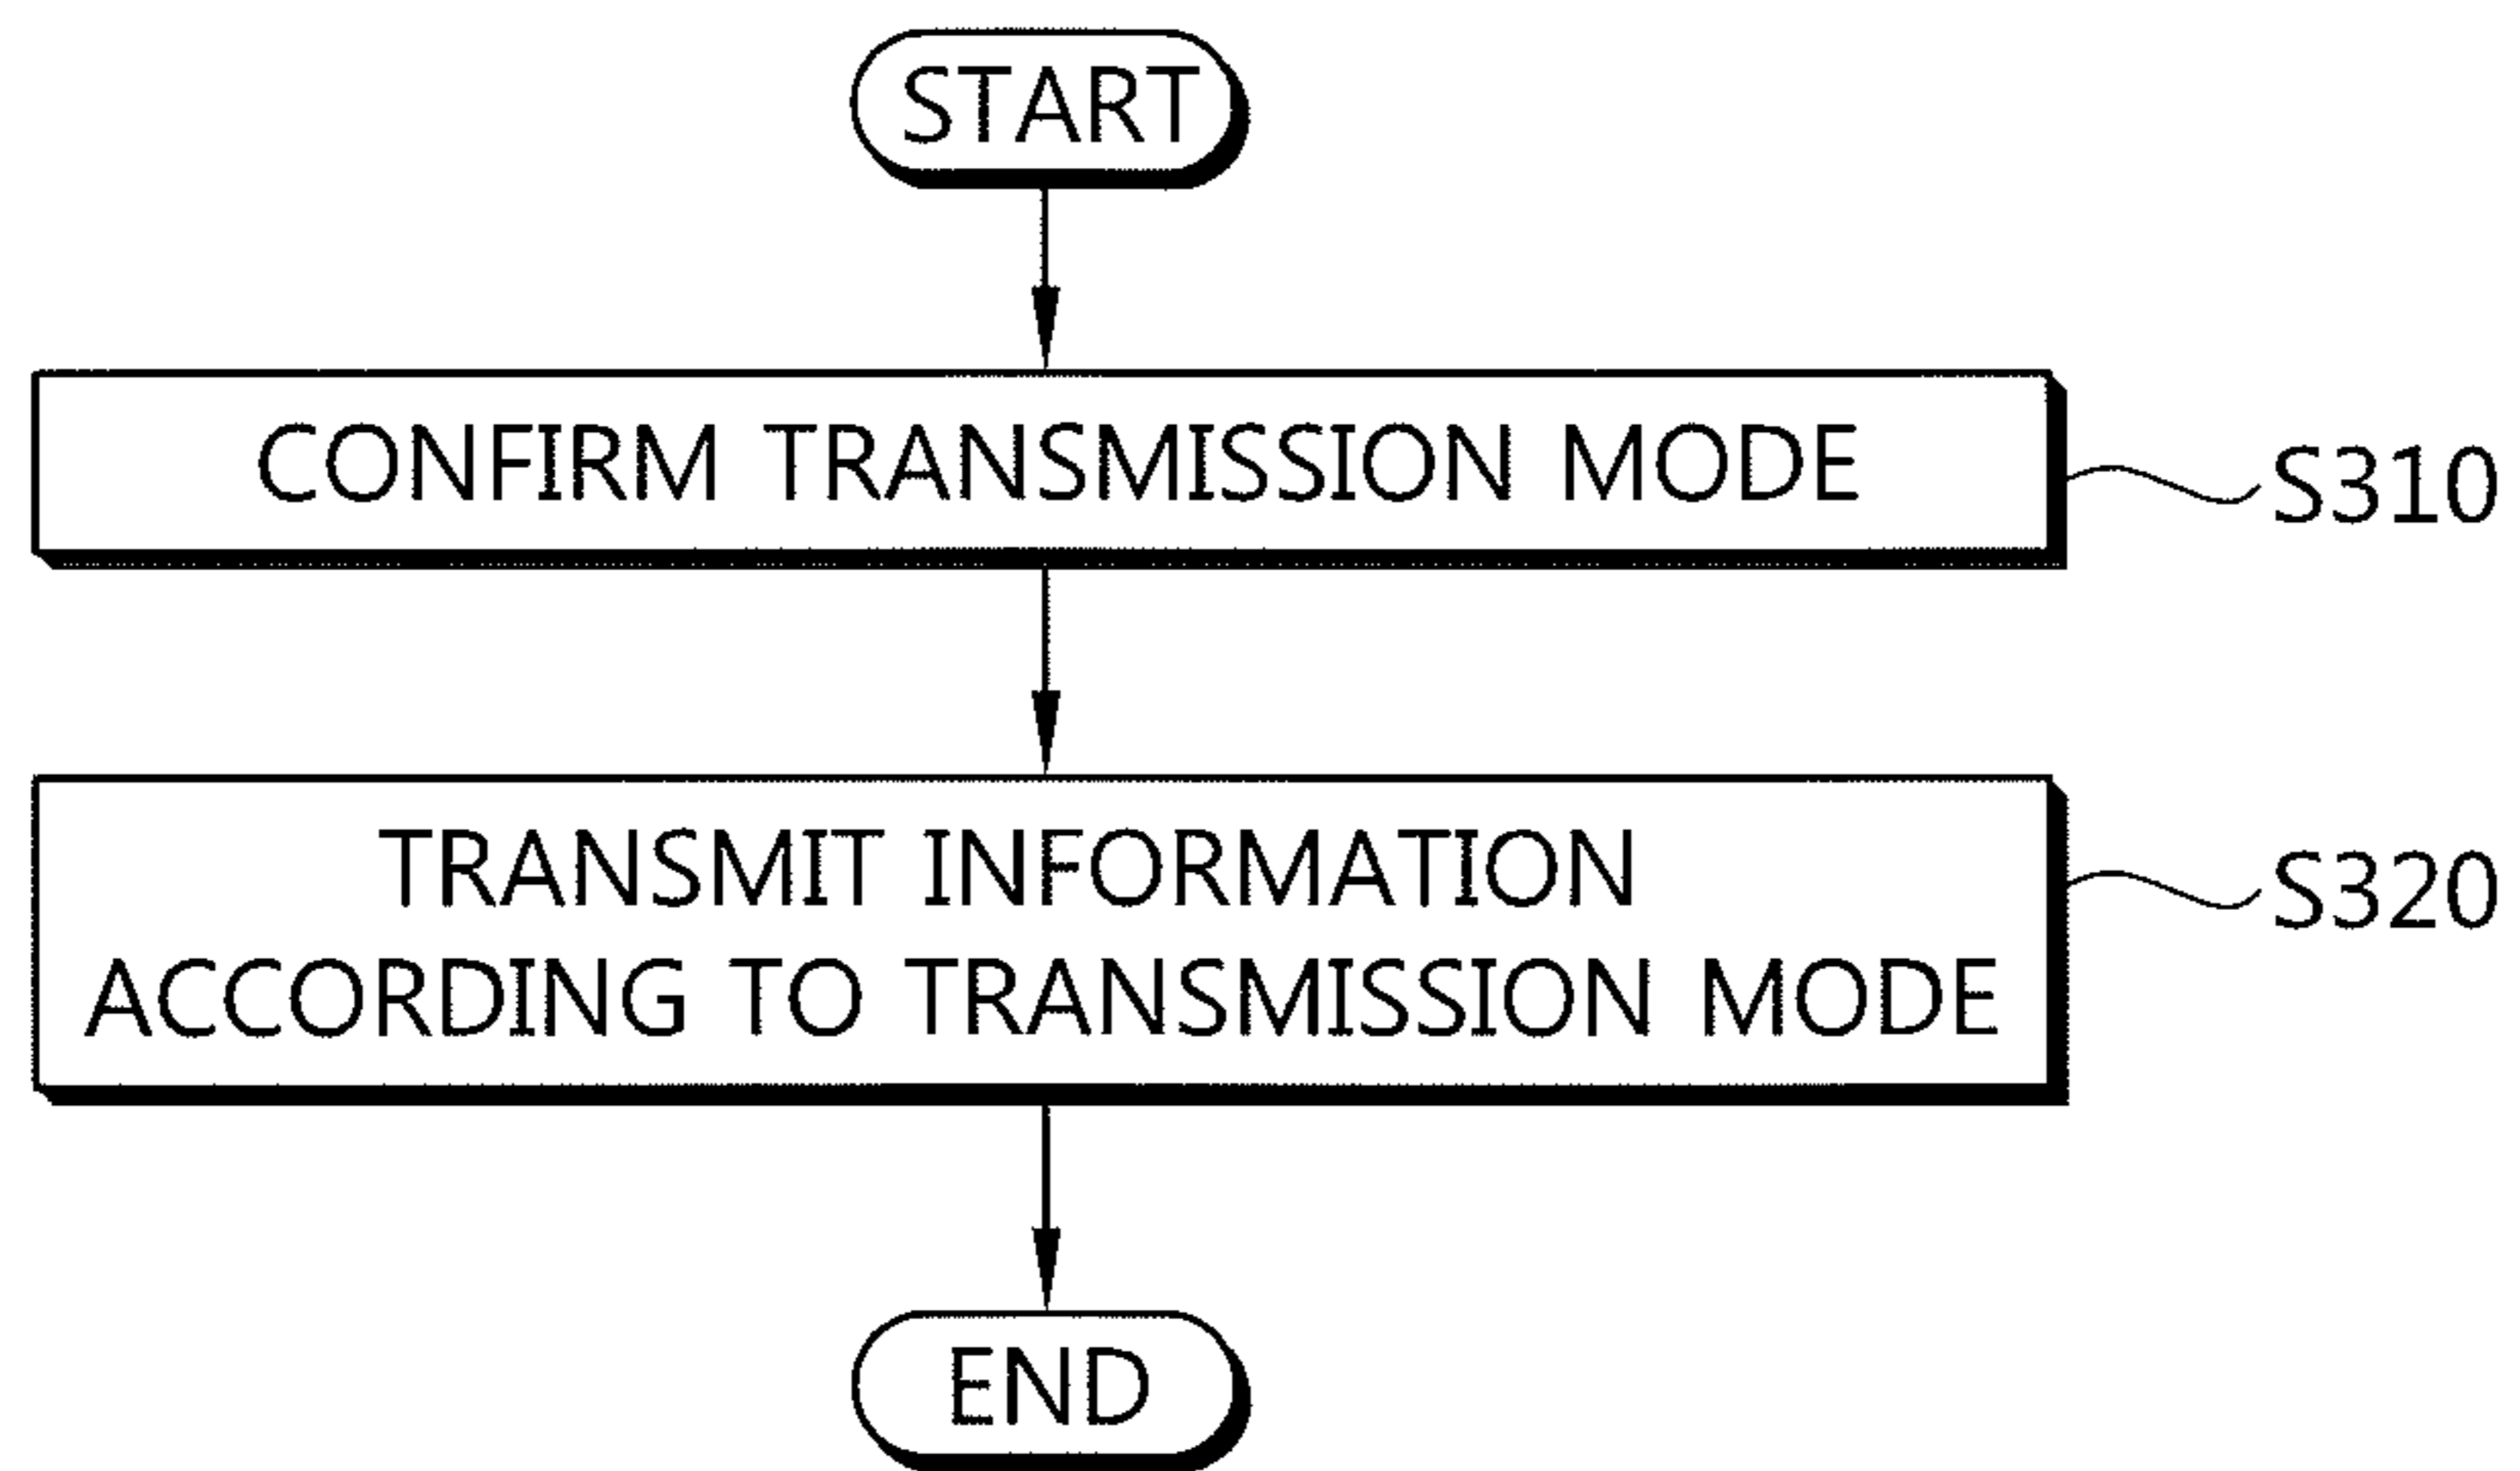 START
CONFIRM TRANSMISSION MODE
S310
TRANSMIT INFORMATION
ACCORDING TO TRANSMISSION MODE
S320
END